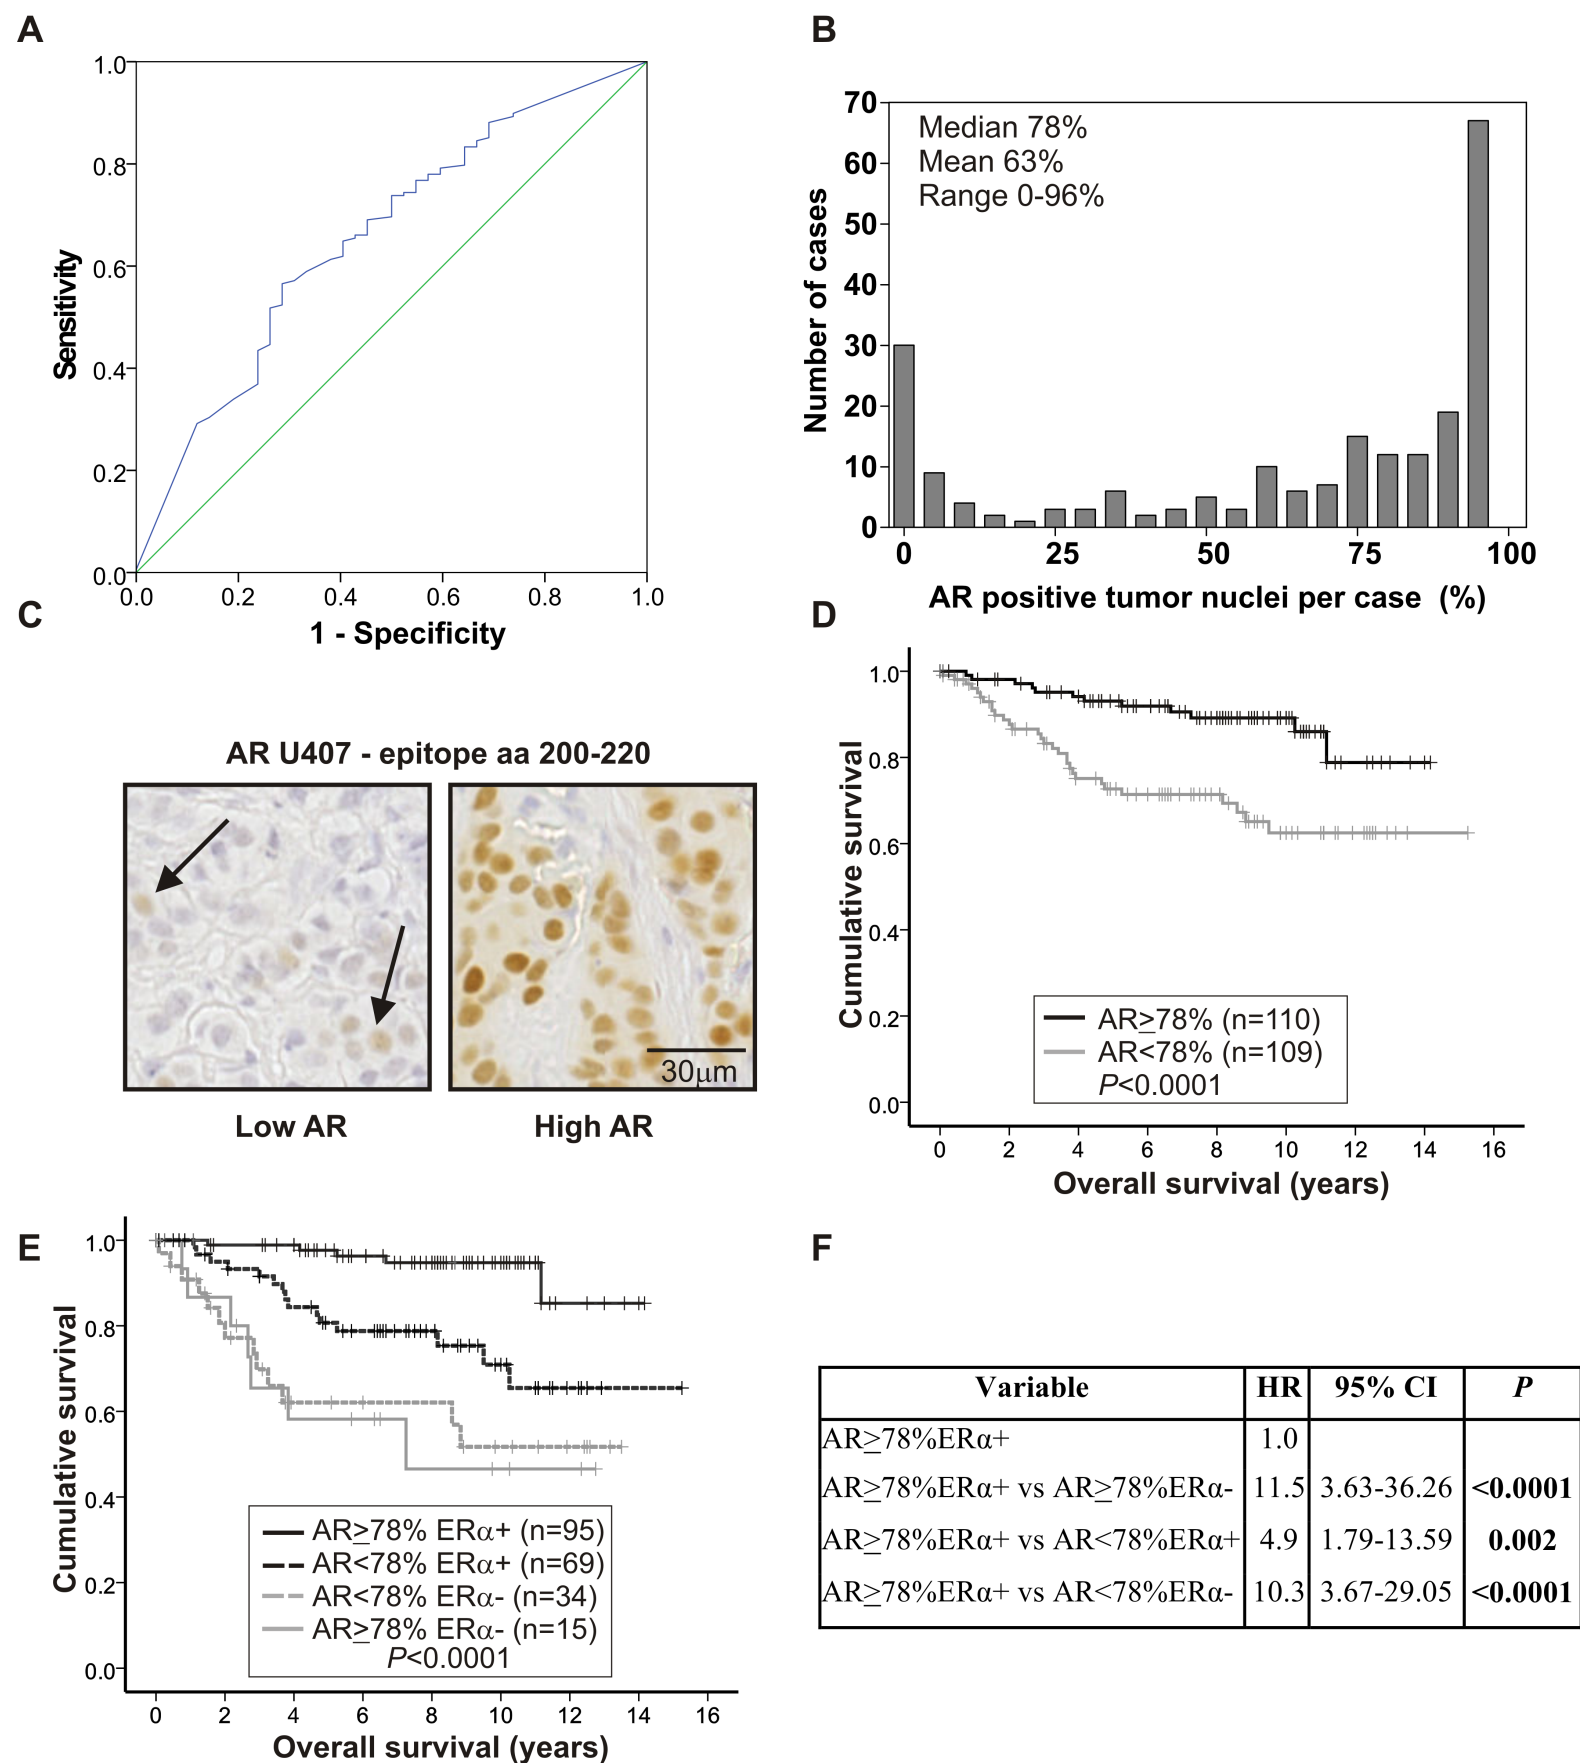 A
1.0
0.8
0.6
0.4
0.2
0.0
Sensitivity
0.0 0.2 0.4 0.6 0.8 1.0
1 - Specificity
B
Median 78%
Mean 63%
Range 0-96%
70
60
50
40
30
20
10
0
Number of cases
0 25 50 75 100
AR positive tumor nuclei per case (%)
C
AR U407 - epitope aa 200-220
30μm
Low AR High AR
D
1.0
0.8
0.6
0.4
0.2
0.0
Cumulative survival
AR≥78% (n=110)
AR<78% (n=109)
P<0.0001
0 2 4 6 8 10 12 14 16
Overall survival (years)
E
1.0
0.8
0.6
0.4
0.2
0.0
Cumulative survival
AR≥78% ERα+ (n=95)
AR<78% ERα+ (n=69)
AR<78% ERα- (n=34)
AR≥78% ERα- (n=15)
P<0.0001
0 2 4 6 8 10 12 14 16
Overall survival (years)
F
Variable HR 95% CI P
AR≥78%ERα+ 1.0
AR≥78%ERα+ vs AR≥78%ERα- 11.5 3.63-36.26 <0.0001
AR≥78%ERα+ vs AR<78%ERα+ 4.9 1.79-13.59 0.002
AR≥78%ERα+ vs AR<78%ERα- 10.3 3.67-29.05 <0.0001